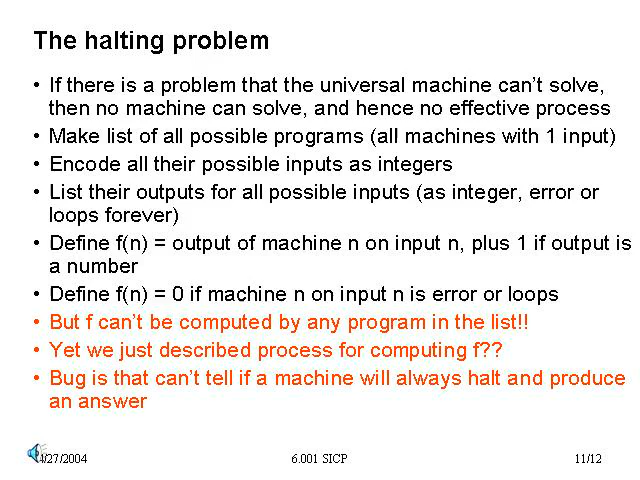 The halting problem
• If there is a problem that the universal machine can't solve,
then no machine can solve, and hence no effective process
• Make list of all possible programs (all machines with 1 input)
• Encode all their possible inputs as integers
• List their outputs for all possible inputs (as integer, error or
loops forever)
• Define f(n) = output of machine n on input n, plus 1 if output is
a number
• Define f(n) = 0 if machine n on input n is error or loops
• But f can't be computed by any program in the list!!
• Yet we just described process for computing f??
• Bug is that can't tell if a machine will always halt and produce
an answer
4/27/2004
6.001 SICP
11/12